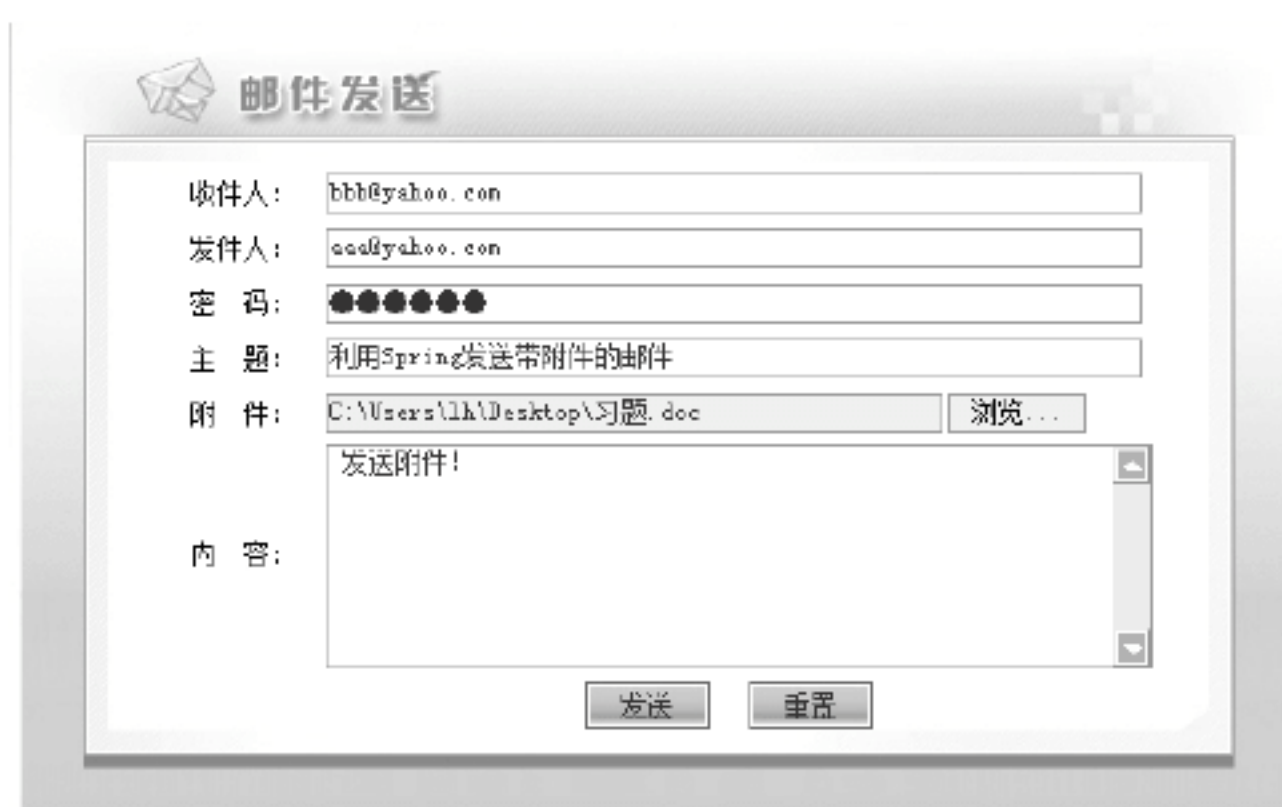 邮件发送
收件人: bbb@yahoo.com
发件人: aaa@yahoo.com
密 码: ●●●●●●
主 题: 利用Spring发送带附件的邮件
附 件: C:\Users\lh\Desktop\习题.doc 浏览...
发送附件!
内 容:
发送 重置